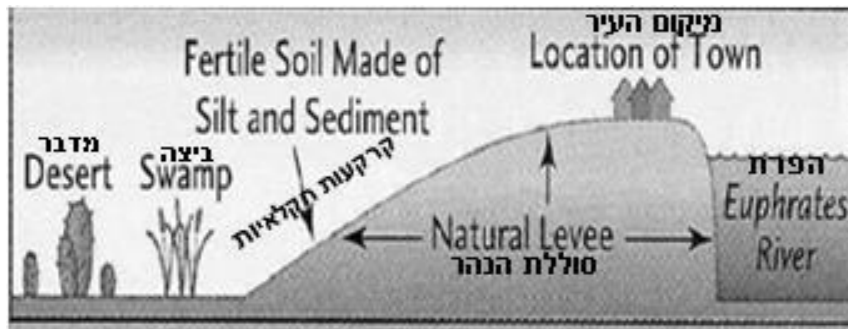 מיקום העיר
Location of Town
Fertile Soil Made of
Silt and Sediment
קרקעות חקלאיות
מדבר
Desert
ביצה
Swamp
הפרת
Euphrates
River
Natural Levee
סוללת הנהר